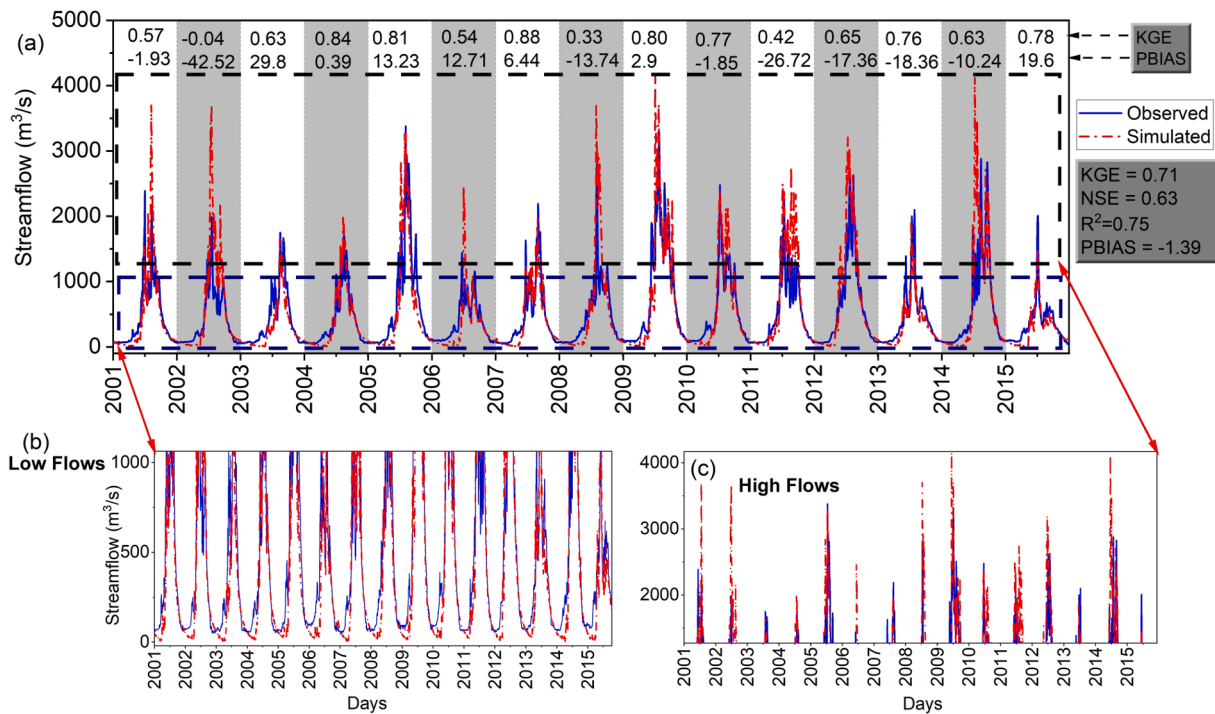 (a)
5000
4000
3000
2000
1000
0
Streamflow (m³/s)
0.57 -0.04 0.63 0.84 0.81 0.54 0.88 0.33 0.80 0.77 0.42 0.65 0.76 0.63 0.78
-1.93 -42.52 29.8 0.39 13.23 12.71 6.44 -13.74 2.9 -1.85 -26.72 -17.36 -18.36 -10.24 19.6
KGE
PBIAS
Observed
Simulated
KGE = 0.71
NSE = 0.63
R²=0.75
PBIAS = -1.39
2001 2002 2003 2004 2005 2006 2007 2008 2009 2010 2011 2012 2013 2014 2015
(b)
Low Flows
1000
500
0
Streamflow (m³/s)
2001 2002 2003 2004 2005 2006 2007 2008 2009 2010 2011 2012 2013 2014 2015
Days
(c)
High Flows
4000
3000
2000
2001 2002 2003 2004 2005 2006 2007 2008 2009 2010 2011 2012 2013 2014 2015
Days